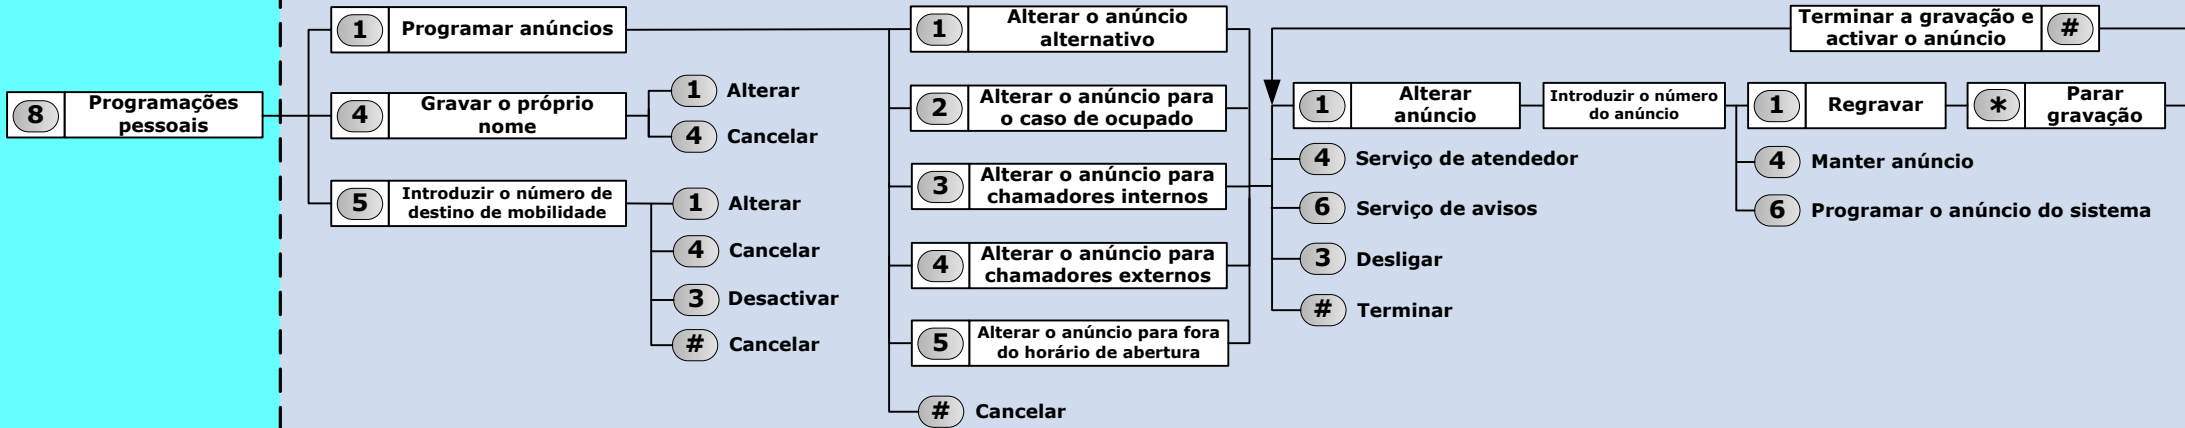 8 Programações
pessoais
1 Programar anúncios
4 Gravar o próprio
nome
1 Alterar
4 Cancelar
5 Introduzir o número de
destino de mobilidade
1 Alterar
4 Cancelar
3 Desactivar
# Cancelar
1 Alterar o anúncio
alternativo
2 Alterar o anúncio para
o caso de ocupado
3 Alterar o anúncio para
chamadores internos
4 Alterar o anúncio para
chamadores externos
5 Alterar o anúncio para fora
do horário de abertura
# Cancelar
Terminar a gravação e
activar o anúncio #
1 Alterar
anúncio
4 Serviço de atendedor
6 Serviço de avisos
3 Desligar
# Terminar
Introduzir o número
do anúncio
1 Regravar
4 Manter anúncio
6 Programar o anúncio do sistema
* Parar
gravação